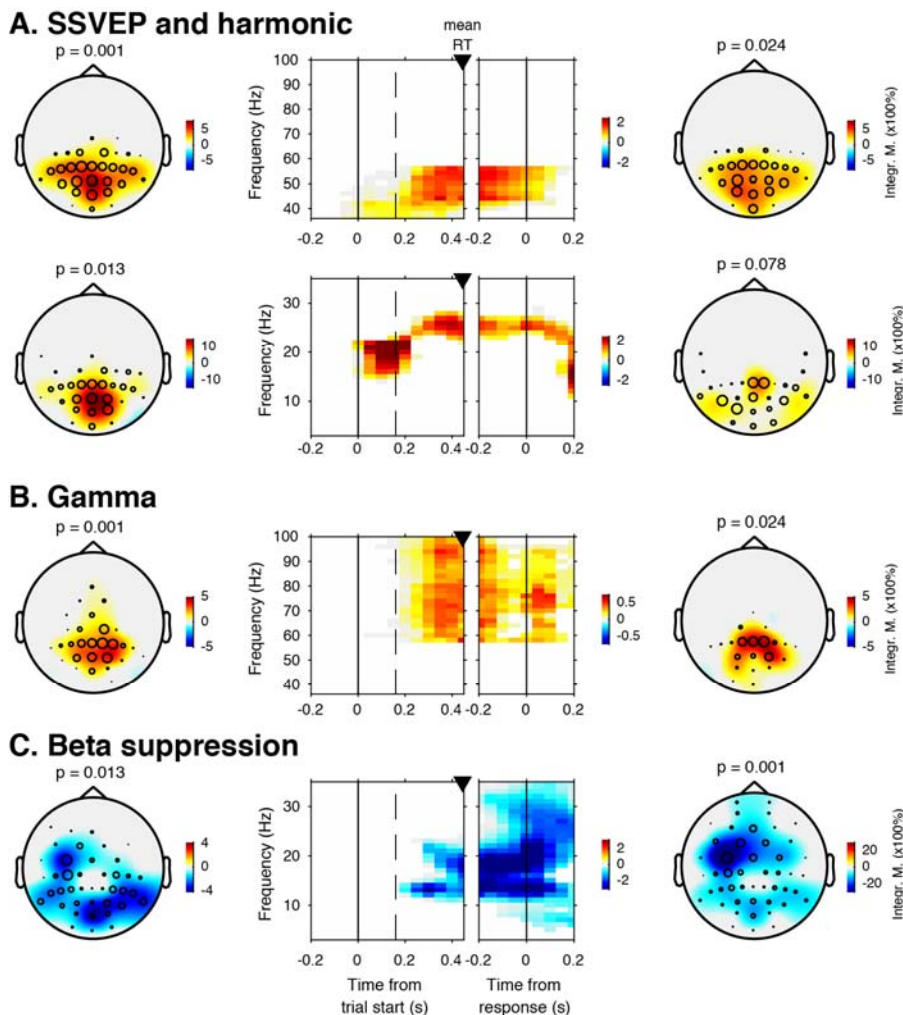 A. SSVEP and harmonic
mean
RT
p = 0.001
p = 0.024
5
0
-5
Frequency (Hz)
100
90
80
70
60
50
40
-0.2 0 0.2 0.4
-0.2 0 0.2
2
0
-2
5
0
-5
Integr. M. (x100%)
p = 0.013
p = 0.078
10
0
-10
Frequency (Hz)
30
20
10
-0.2 0 0.2 0.4
-0.2 0 0.2
2
0
-2
10
0
-10
Integr. M. (x100%)
B. Gamma
p = 0.001
p = 0.024
5
0
-5
Frequency (Hz)
100
90
80
70
60
50
40
-0.2 0 0.2 0.4
-0.2 0 0.2
0.5
0
-0.5
5
0
-5
Integr. M. (x100%)
C. Beta suppression
p = 0.013
p = 0.001
4
0
-4
Frequency (Hz)
30
20
10
-0.2 0 0.2 0.4
-0.2 0 0.2
2
0
-2
20
0
-20
Integr. M. (x100%)
Time from
trial start (s)
Time from
response (s)